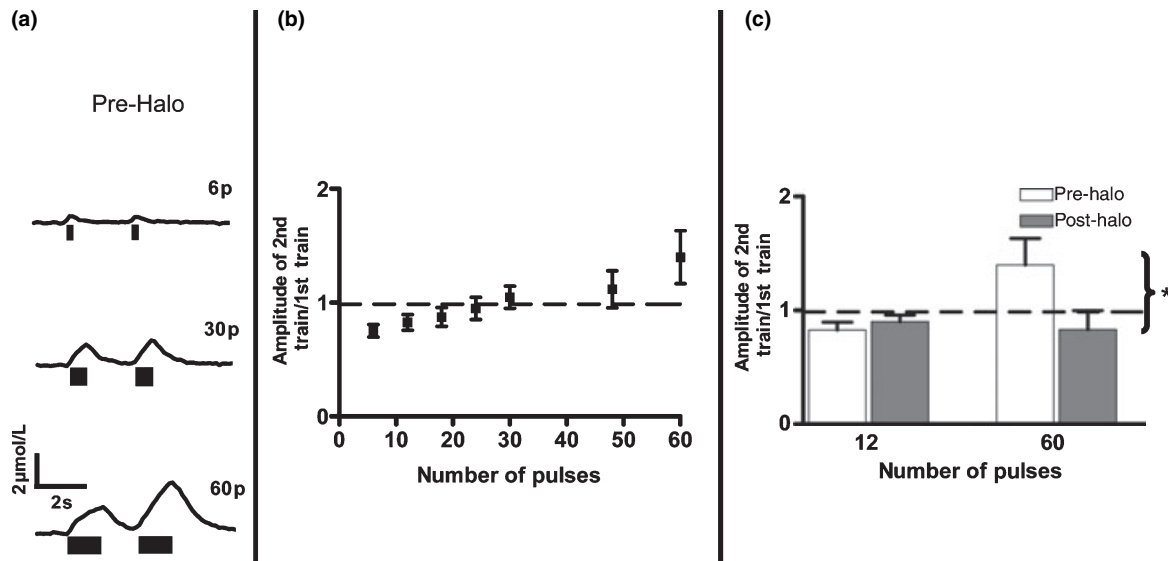 (a)
Pre-Halo
6p
30p
2µmol/L
2s
60p
(b)
Amplitude of 2nd
train/1st train
2
1
0
0 10 20 30 40 50 60
Number of pulses
(c)
Pre-halo
Post-halo
Amplitude of 2nd
train/1st train
2
1
0
*
12 60
Number of pulses